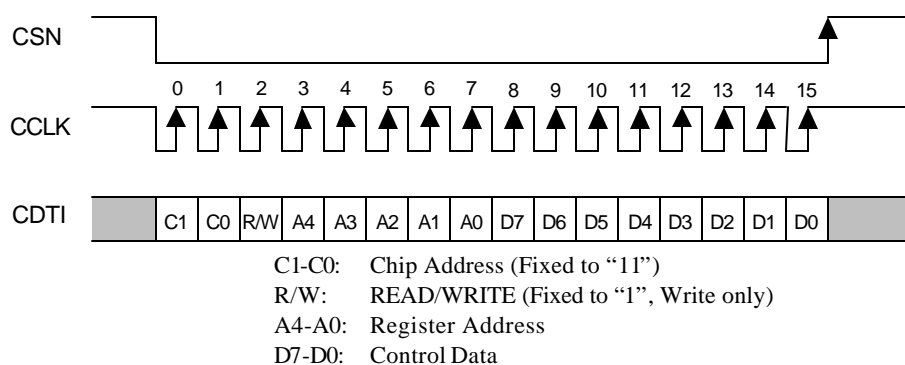 CSN
0 1 2 3 4 5 6 7 8 9 10 11 12 13 14 15
CCLK
CDTI C1 C0 R/W A4 A3 A2 A1 A0 D7 D6 D5 D4 D3 D2 D1 D0
C1-C0: Chip Address (Fixed to “11”)
R/W: READ/WRITE (Fixed to “1”, Write only)
A4-A0: Register Address
D7-D0: Control Data